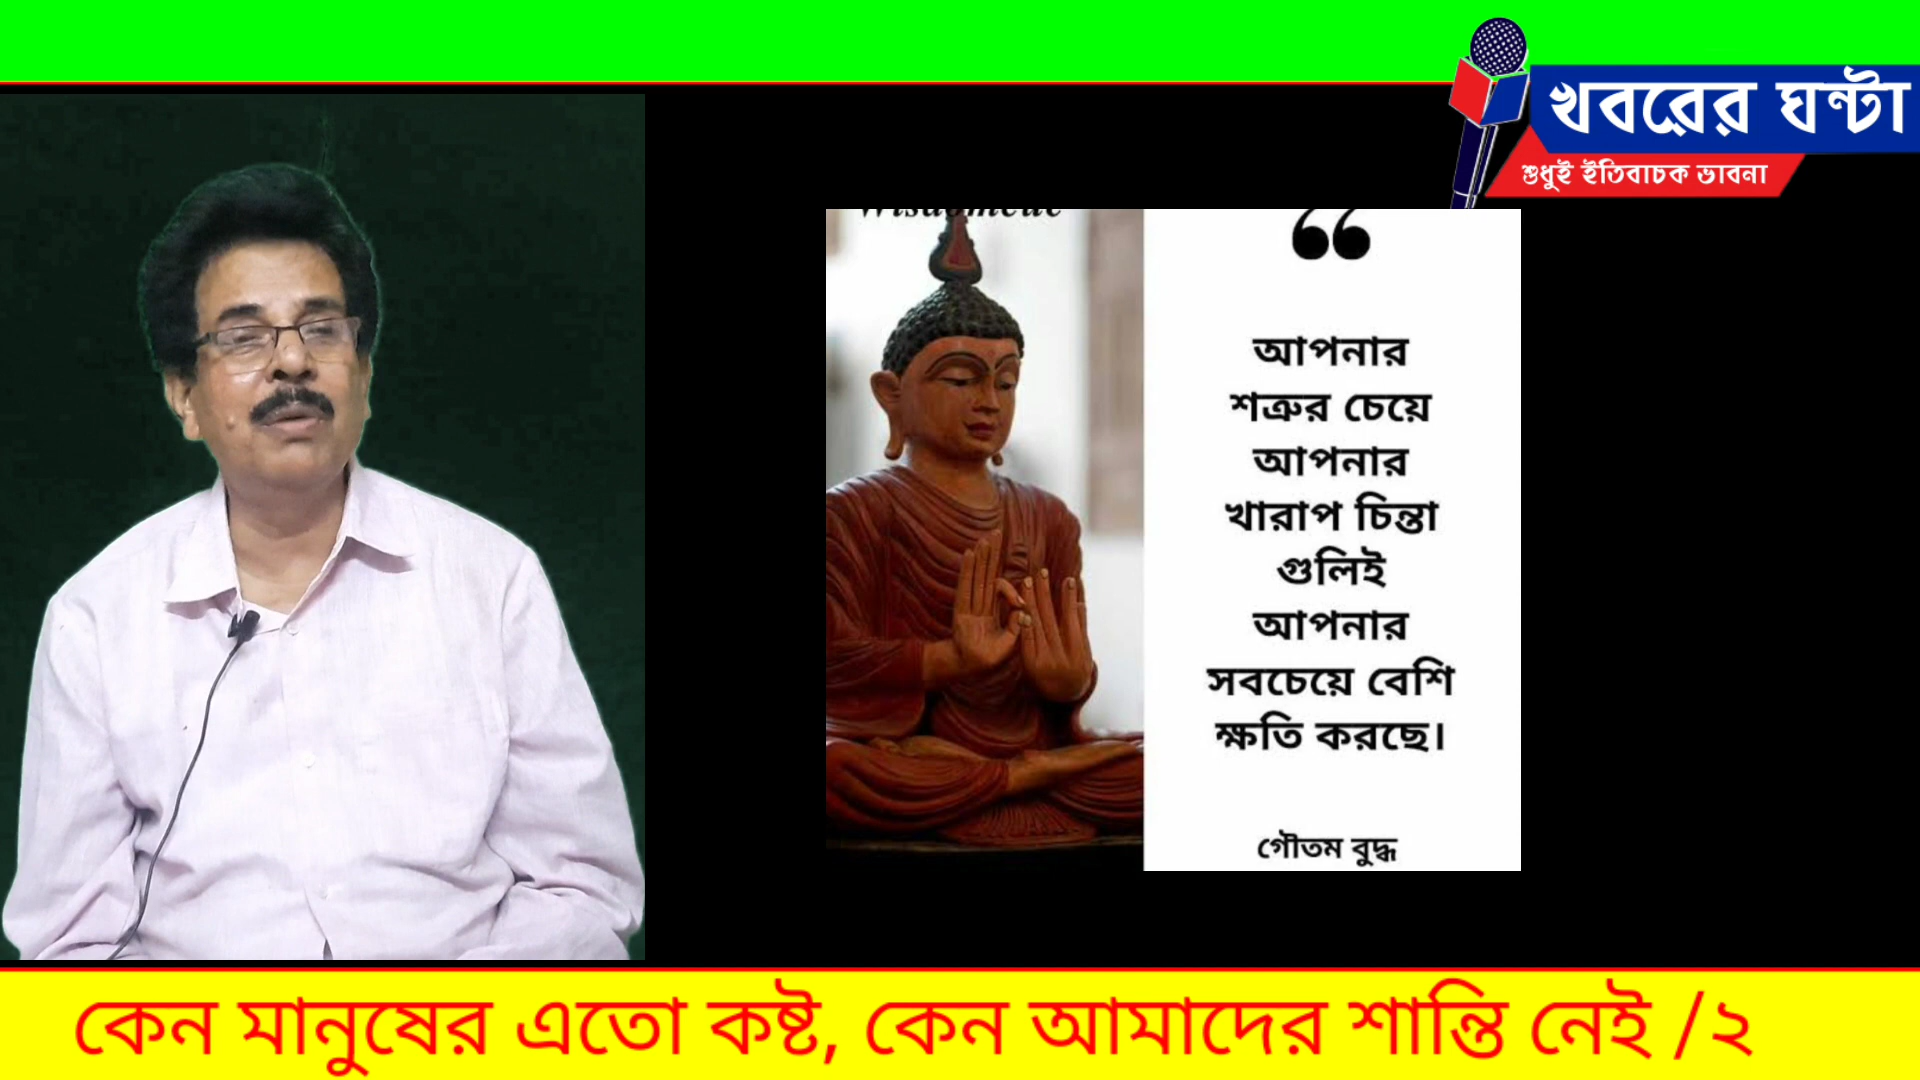 খবরের ঘন্টা
শুধুই ইতিবাচক ভাবনা
“
আপনার
শত্রুর চেয়ে
আপনার
খারাপ চিন্তা
গুলিই
আপনার
সবচেয়ে বেশি
ক্ষতি করছে।
গৌতম বুদ্ধ
কেন মানুষের এতো কষ্ট, কেন আমাদের শান্তি নেই /২